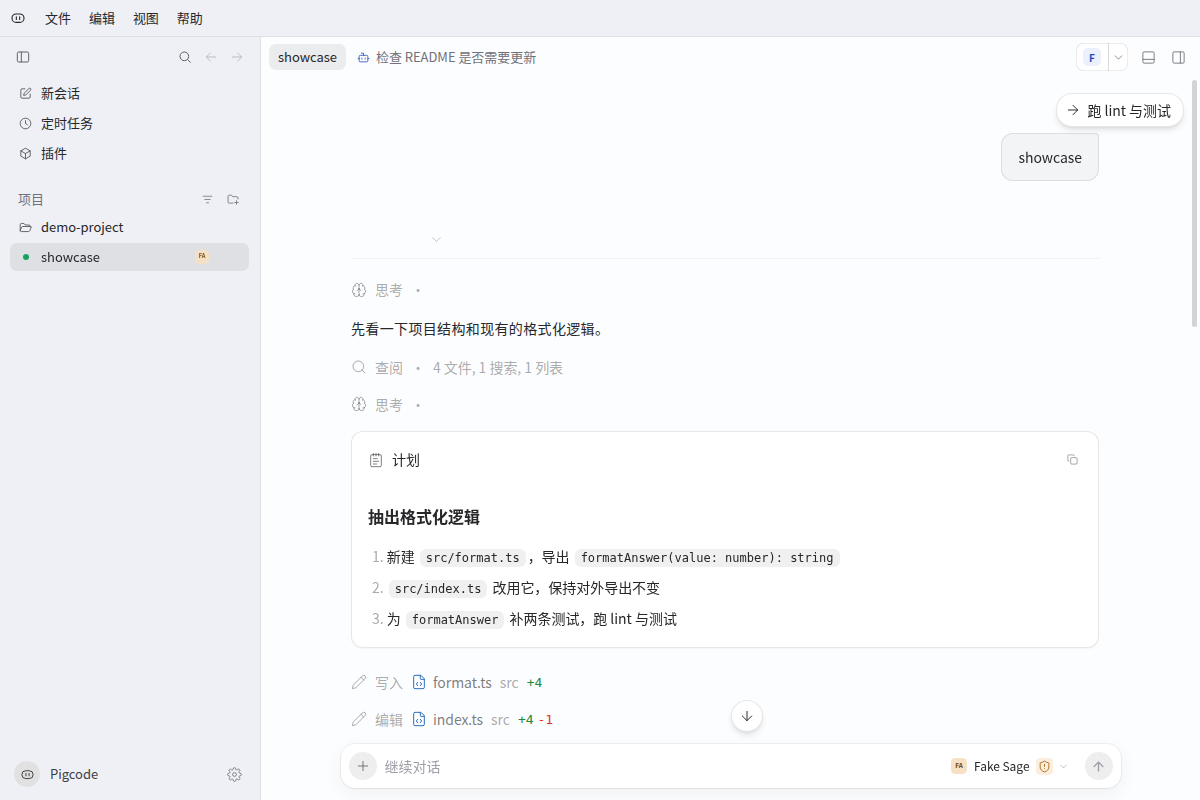 文件 编辑 视图 帮助
showcase 检查 README 是否需要更新 F
新会话
定时任务
插件
项目
demo-project
showcase FA
跑 lint 与测试
showcase
思考 •
先看一下项目结构和现有的格式化逻辑。
查阅 • 4 文件, 1 搜索, 1 列表
思考 •
计划
抽出格式化逻辑
1. 新建 src/format.ts ，导出 formatAnswer(value: number): string
2. src/index.ts 改用它，保持对外导出不变
3. 为 formatAnswer 补两条测试，跑 lint 与测试
写入 format.ts src +4
编辑 index.ts src +4 -1
继续对话 FA Fake Sage
Pigcode